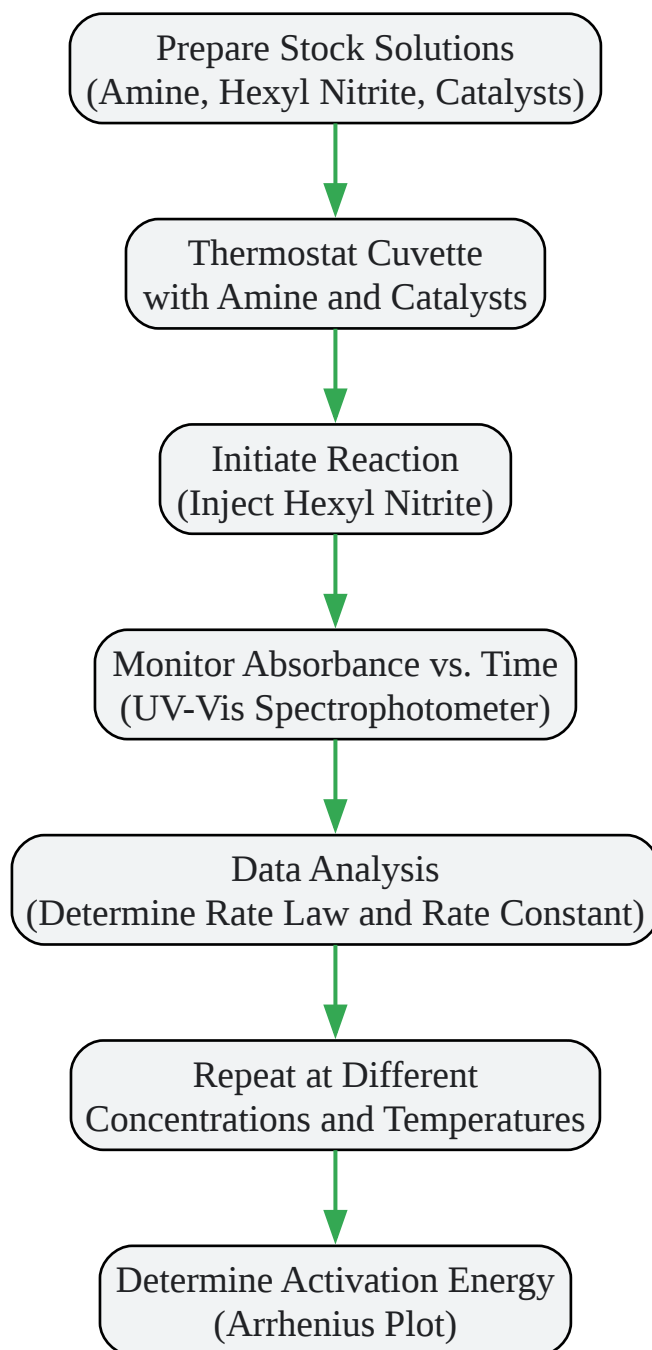 Prepare Stock Solutions
(Amine, Hexyl Nitrite, Catalysts)
Thermostat Cuvette
with Amine and Catalysts
Initiate Reaction
(Inject Hexyl Nitrite)
Monitor Absorbance vs. Time
(UV-Vis Spectrophotometer)
Data Analysis
(Determine Rate Law and Rate Constant)
Repeat at Different
Concentrations and Temperatures
Determine Activation Energy
(Arrhenius Plot)